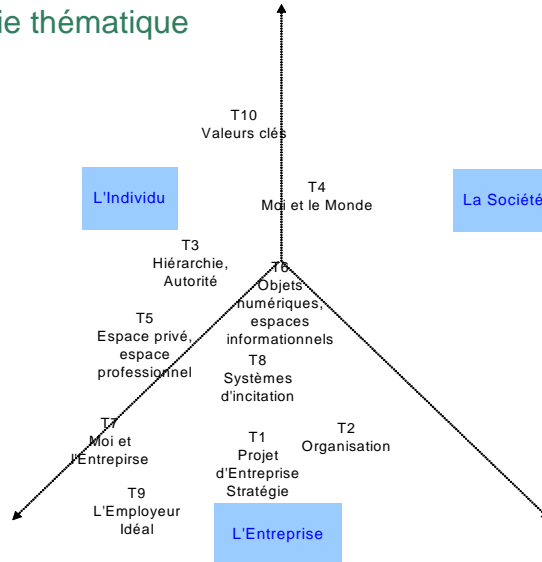 ie thématique
T10
Valeurs clés
L'Individu
T4
Moi et le Monde
La Société
T3
Hiérarchie,
Autorité
T6
Objets
numériques,
espaces
informationnels
T5
Espace privé,
espace
professionnel
T8
Systèmes
d'incitation
T7
Moi et
l'Entrepirse
T1
Projet
d'Entreprise
Stratégie
T2
Organisation
T9
L'Employeur
Idéal
L'Entreprise